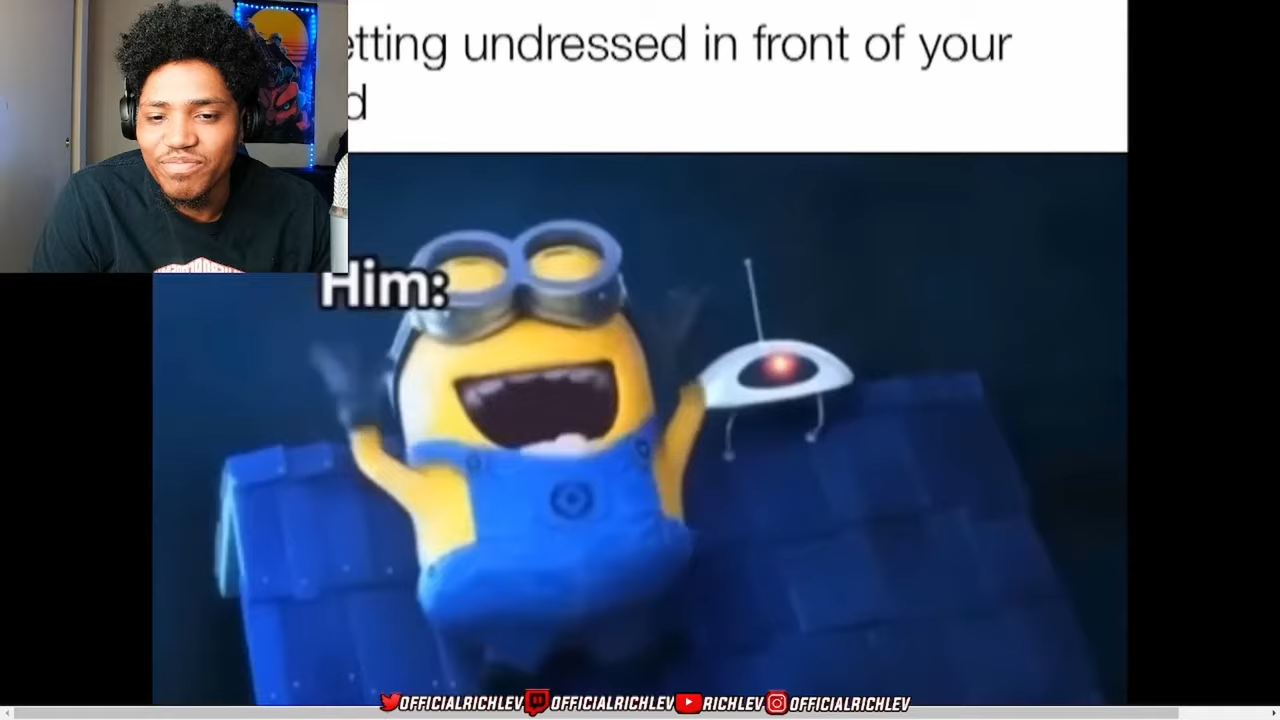 etting undressed in front of your
d
Him:
OFFICIALRICHLEV OFFICIALRICHLEV RICHLEV OFFICIALRICHLEV